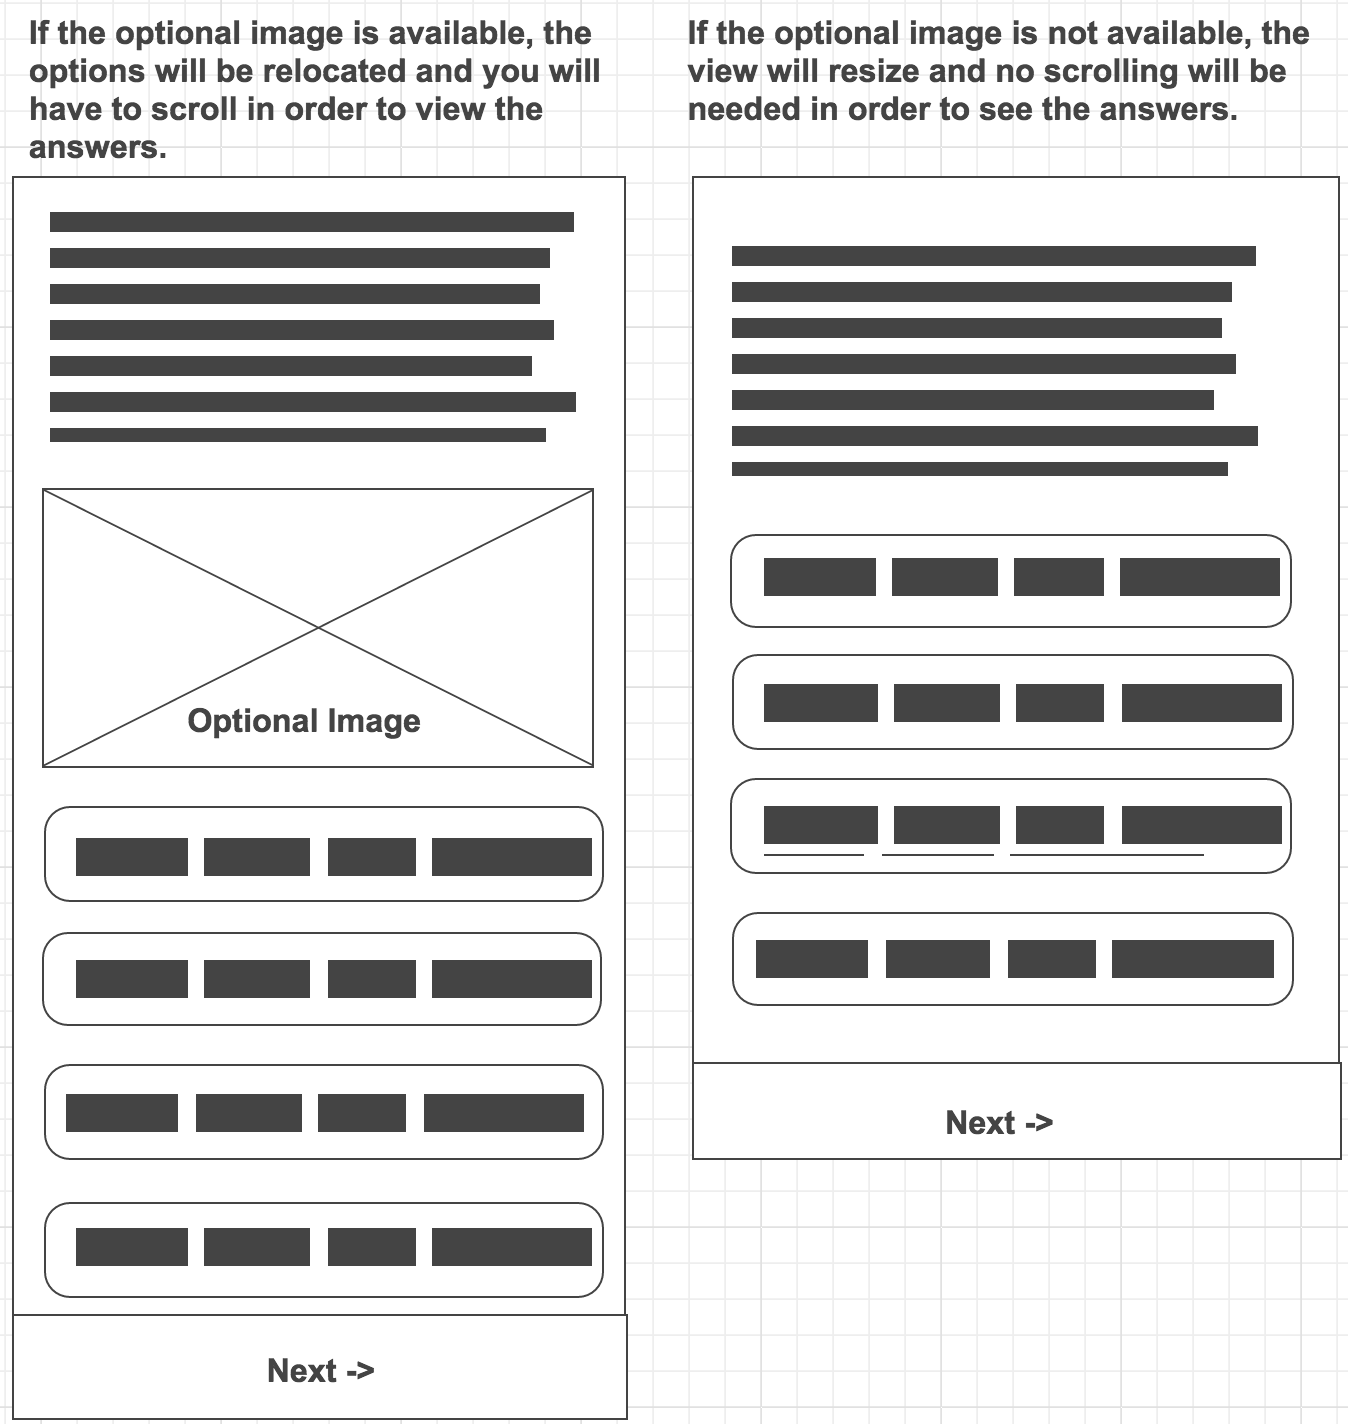 If the optional image is available, the
options will be relocated and you will
have to scroll in order to view the
answers.
Optional Image
Next ->
If the optional image is not available, the
view will resize and no scrolling will be
needed in order to see the answers.
Next ->